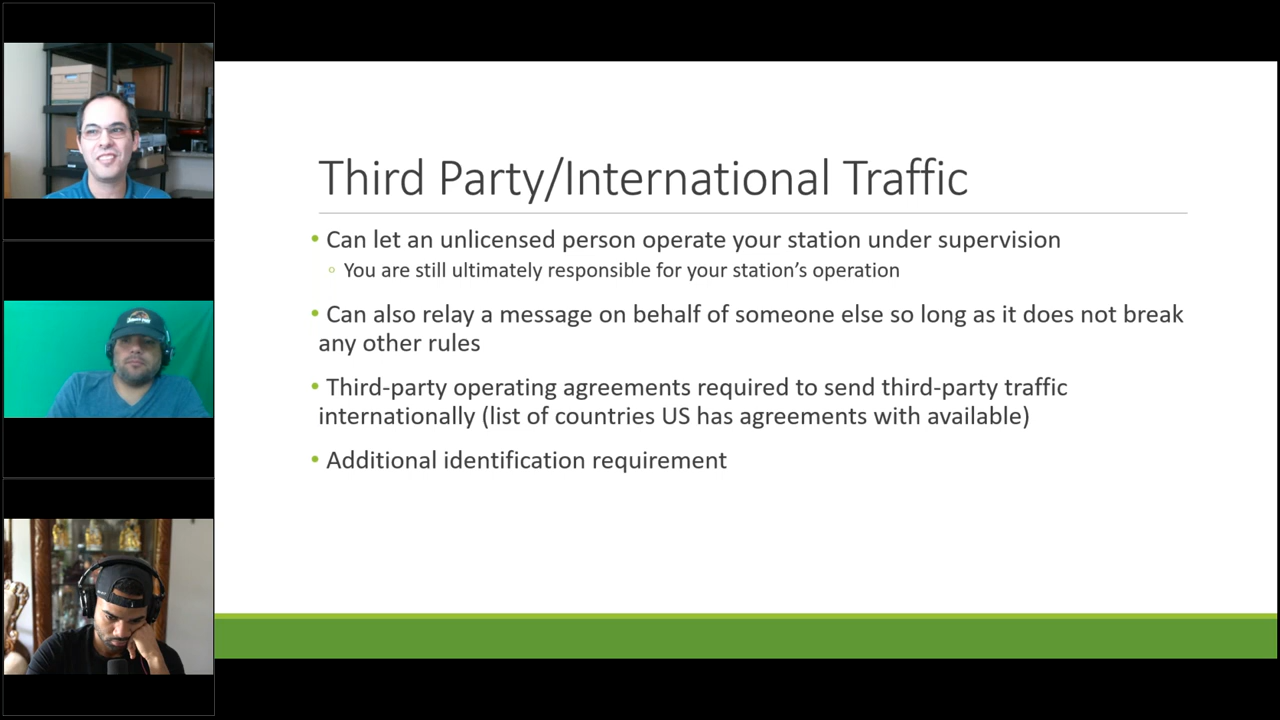 Third Party/International Traffic
• Can let an unlicensed person operate your station under supervision
◦ You are still ultimately responsible for your station’s operation
• Can also relay a message on behalf of someone else so long as it does not break
any other rules
• Third-party operating agreements required to send third-party traffic
internationally (list of countries US has agreements with available)
• Additional identification requirement